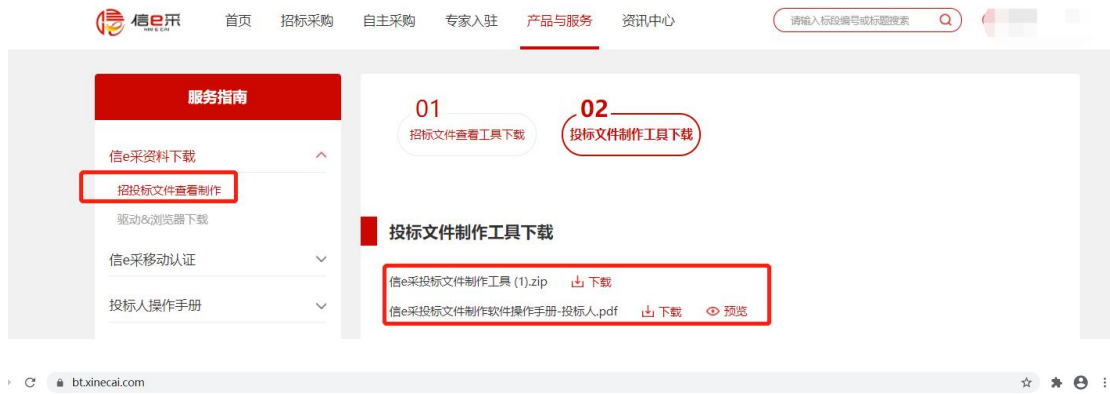 信e采 首页 招标采购 自主采购 专家入驻 产品与服务 资讯中心 请输入标段编号或标题搜索
XIN E CAI
服务指南
信e采资料下载
招投标文件查看制作
驱动&浏览器下载
信e采移动认证
投标人操作手册
01
招标文件查看工具下载
02
投标文件制作工具下载
投标文件制作工具下载
信e采投标文件制作工具 (1).zip 下载
信e采投标文件制作软件操作手册-投标人.pdf 下载 预览
bt.xinecai.com